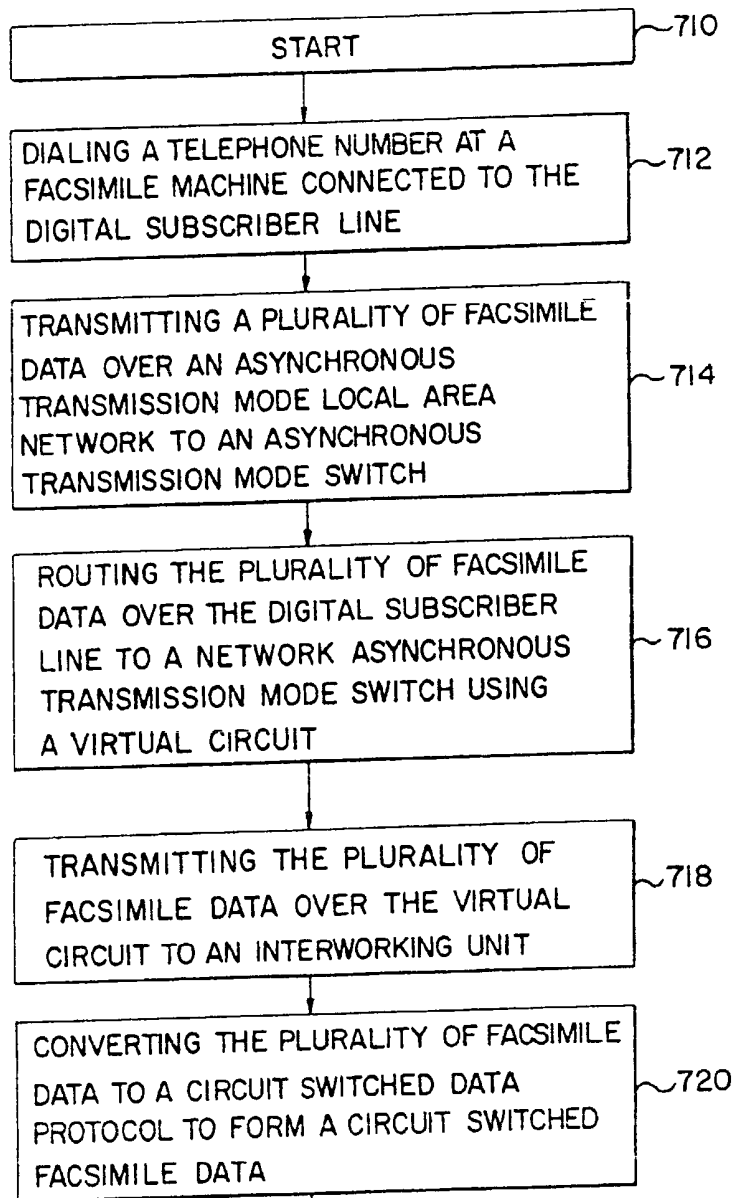 START
710
DIALING A TELEPHONE NUMBER AT A
FACSIMILE MACHINE CONNECTED TO THE
DIGITAL SUBSCRIBER LINE
712
TRANSMITTING A PLURALITY OF FACSIMILE
DATA OVER AN ASYNCHRONOUS
TRANSMISSION MODE LOCAL AREA
NETWORK TO AN ASYNCHRONOUS
TRANSMISSION MODE SWITCH
714
ROUTING THE PLURALITY OF FACSIMILE
DATA OVER THE DIGITAL SUBSCRIBER
LINE TO A NETWORK ASYNCHRONOUS
TRANSMISSION MODE SWITCH USING
A VIRTUAL CIRCUIT
716
TRANSMITTING THE PLURALITY OF
FACSIMILE DATA OVER THE VIRTUAL
CIRCUIT TO AN INTERWORKING UNIT
718
CONVERTING THE PLURALITY OF FACSIMILE
DATA TO A CIRCUIT SWITCHED DATA
PROTOCOL TO FORM A CIRCUIT SWITCHED
FACSIMILE DATA
720